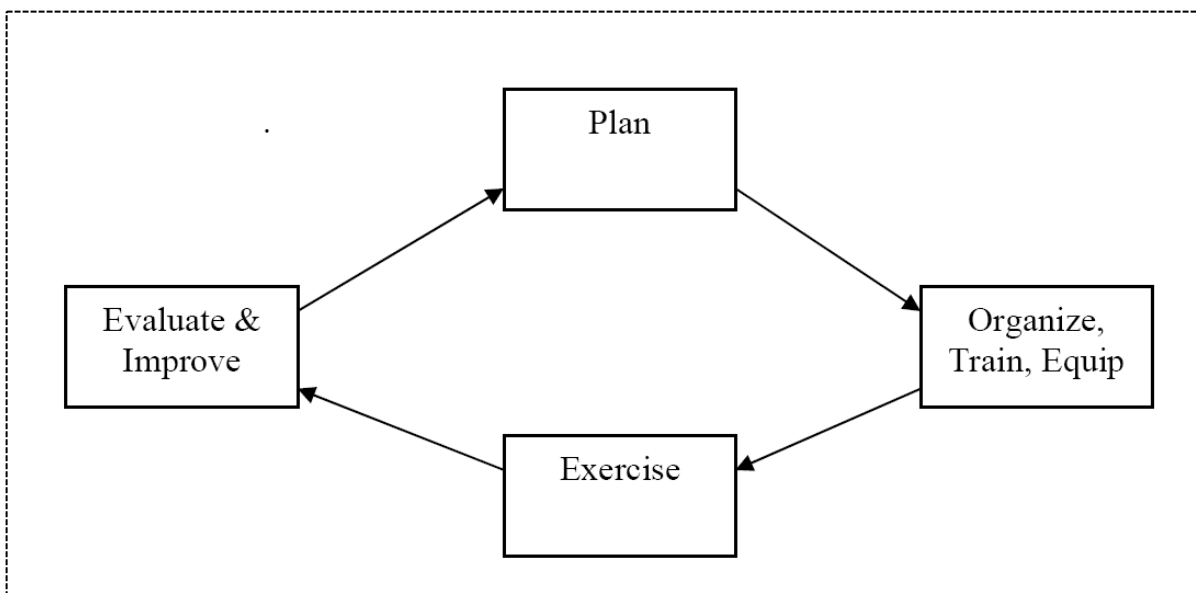 Plan
Evaluate &
Improve
Organize,
Train, Equip
Exercise